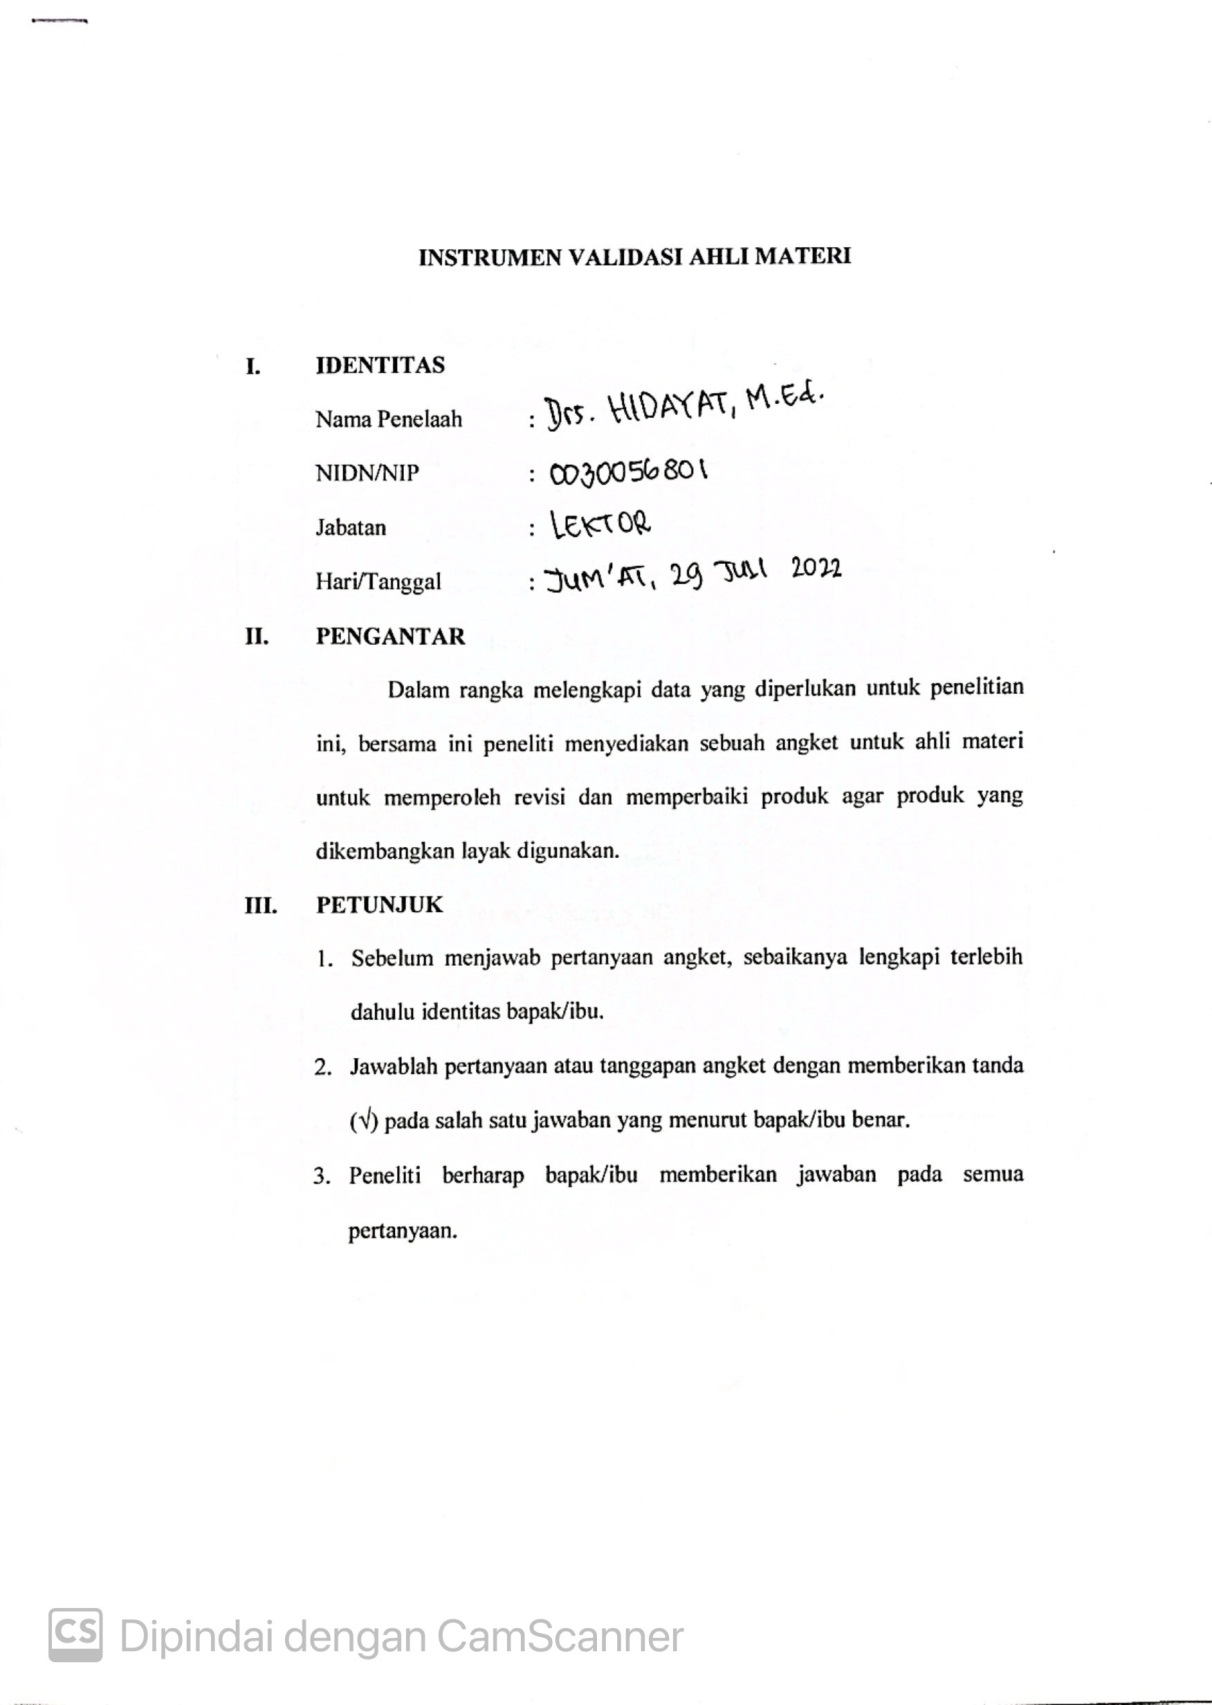 INSTRUMEN VALIDASI AHLI MATERI
I. IDENTITAS
Nama Penelaah : Drs. HIDAYAT, M.Ed.
NIDN/NIP : 0030056801
Jabatan : LEKTOR
Hari/Tanggal : JUM'AT, 29 JULI 2022
II. PENGANTAR
Dalam rangka melengkapi data yang diperlukan untuk penelitian
ini, bersama ini peneliti menyediakan sebuah angket untuk ahli materi
untuk memperoleh revisi dan memperbaiki produk agar produk yang
dikembangkan layak digunakan.
III. PETUNJUK
1. Sebelum menjawab pertanyaan angket, sebaikanya lengkapi terlebih
dahulu identitas bapak/ibu.
2. Jawablah pertanyaan atau tanggapan angket dengan memberikan tanda
(√) pada salah satu jawaban yang menurut bapak/ibu benar.
3. Peneliti berharap bapak/ibu memberikan jawaban pada semua
pertanyaan.
CS Dipindai dengan CamScanner